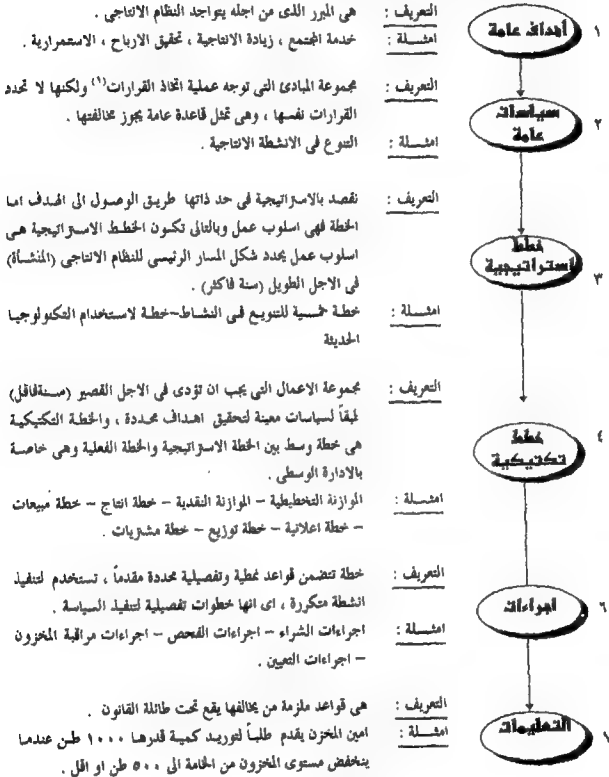 ١ أهداف عامة التعريف : هى المبرر الذى من اجله يتواجد النظام الانتاجى .
امثــلة : خدمة المجتمع ، زيادة الانتاجية ، تحقيق الارباح ، الاستمرارية .
٢ سياسات عامة التعريف : مجموعة المبادئ التى توجه عملية اتخاذ القرارات(١) ولكنها لا تحدد
القرارات نفسها ، وهى تمثل قاعدة عامة يجوز مخالفتها .
امثــلة : التنوع فى الانشطة الانتاجية .
٣ خطط استراتيجية التعريف : نقصد بالاستراتيجية فى حد ذاتها طريق الوصول الى الهدف اما
الخطة فهى اسلوب عمل وبالتالى تكون الخطط الاستراتيجية هى
اسلوب عمل يحدد شكل المسار الرئيسى للنظام الانتاجى (المنشأة)
فى الاجل الطويل (سنة فاكثر) .
امثــلة : خطة خمسية للتنويع فى النشاط-خطة لاستخدام التكنولوجيا
الحديثة
٤ خطط تكتيكية التعريف : مجموعة الاعمال التى يجب ان تؤدى فى الاجل القصير (سنةفاقل)
طبقاً لسياسات معينة لتحقيق اهداف محددة ، والخطة التكتيكية
هى خطة وسط بين الخطة الاستراتيجية والخطة الفعلية وهى خاصة
بالادارة الوسطى .
امثــلة : الموازنة التخطيطية – الموازنة النقدية – خطة انتاج – خطة مبيعات
– خطة اعلانية – خطة توزيع – خطة مشتريات .
٦ اجراءات التعريف : خطة تتضمن قواعد نمطية وتفصيلية محددة مقدماً ، تستخدم لتنفيذ
انشطة متكررة ، اى انها خطوات تفصيلية لتنفيذ السياسة .
امثــلة : اجراءات الشراء – اجراءات الفحص – اجراءات مراقبة المخزون
– اجراءات التعيين .
٧ التعليمات التعريف : هى قواعد ملزمة من يخالفها يقع تحت طائلة القانون .
امثــلة : امين المخزن يقدم طلباً لتوريد كمية قدرها ١٠٠٠ طن عندما
ينخفض مستوى المخزون من الخامة الى ٥٠٠ طن او اقل .